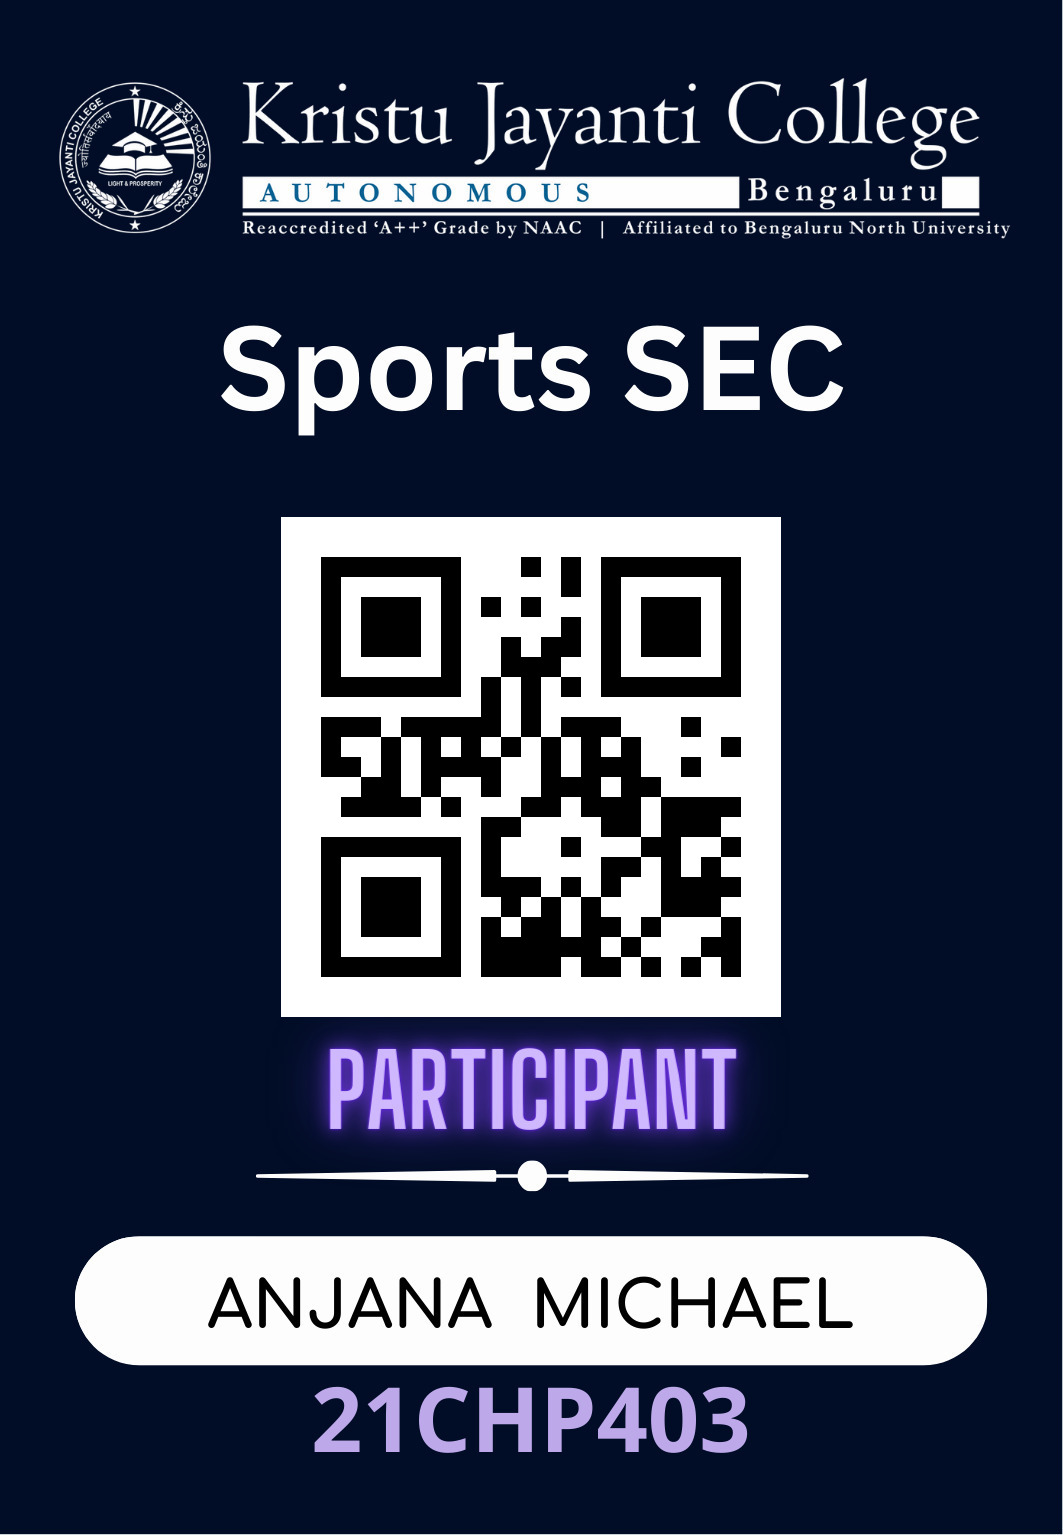 KRISTU JAYANTI COLLEGE
ಕ್ರಿಸ್ತು ಜಯಂತಿ ಕಾಲೇಜು
LIGHT & PROSPERITY
Kristu Jayanti College
AUTONOMOUS Bengaluru
Reaccredited ‘A++’ Grade by NAAC | Affiliated to Bengaluru North University
Sports SEC
PARTICIPANT
ANJANA MICHAEL
21CHP403